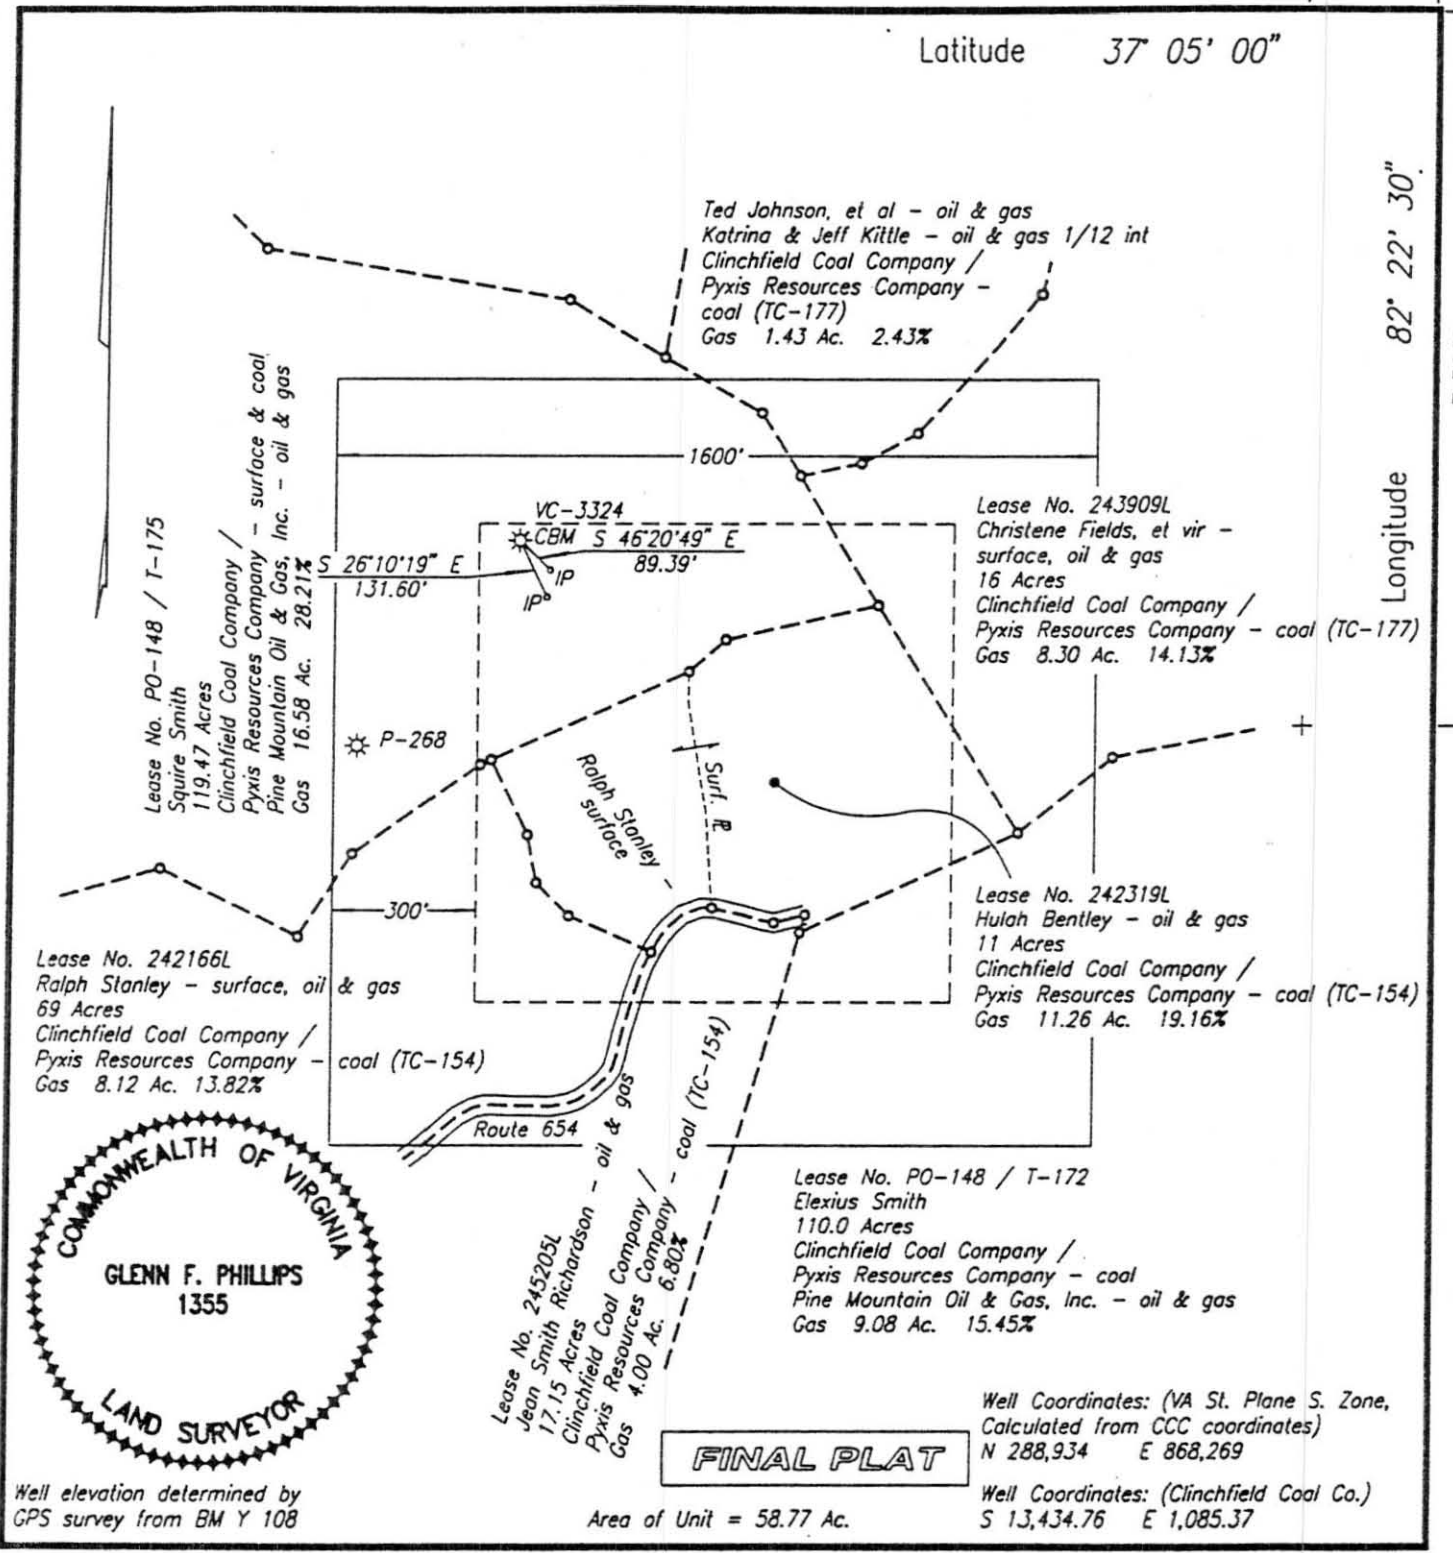 Latitude 37° 05' 00"
82° 22' 30"
Longitude
Ted Johnson, et al - oil & gas
Katrina & Jeff Kittle - oil & gas 1/12 int
Clinchfield Coal Company /
Pyxis Resources Company -
coal (TC-177)
Gas 1.43 Ac. 2.43%
1600'
Lease No. PO-148 / T-175
Squire Smith
119.47 Acres
Clinchfield Coal Company /
Pyxis Resources Company - surface & coal
Pine Mountain Oil & Gas, Inc. - oil & gas
Gas 16.58 Ac. 28.21%
VC-3324
CBM
S 46°20'49" E
89.39'
S 26°10'19" E
131.60'
IP
IP
Lease No. 243909L
Christene Fields, et vir -
surface, oil & gas
16 Acres
Clinchfield Coal Company /
Pyxis Resources Company - coal (TC-177)
Gas 8.30 Ac. 14.13%
P-268
Ralph Stanley
surface
Surf. PL
300'
Lease No. 242319L
Hulah Bentley - oil & gas
11 Acres
Clinchfield Coal Company /
Pyxis Resources Company - coal (TC-154)
Gas 11.26 Ac. 19.16%
Lease No. 242166L
Ralph Stanley - surface, oil & gas
69 Acres
Clinchfield Coal Company /
Pyxis Resources Company - coal (TC-154)
Gas 8.12 Ac. 13.82%
Route 654
Lease No. 245205L
Jean Smith Richardson - oil & gas
17.15 Acres
Clinchfield Coal Company /
Pyxis Resources Company - coal (TC-154)
Gas 4.00 Ac. 6.80%
Lease No. PO-148 / T-172
Elexius Smith
110.0 Acres
Clinchfield Coal Company /
Pyxis Resources Company - coal
Pine Mountain Oil & Gas, Inc. - oil & gas
Gas 9.08 Ac. 15.45%
COMMONWEALTH OF VIRGINIA
GLENN F. PHILLIPS
1355
LAND SURVEYOR
Well elevation determined by
GPS survey from BM Y 108
FINAL PLAT
Area of Unit = 58.77 Ac.
Well Coordinates: (VA St. Plane S. Zone,
Calculated from CCC coordinates)
N 288,934 E 868,269
Well Coordinates: (Clinchfield Coal Co.)
S 13,434.76 E 1,085.37